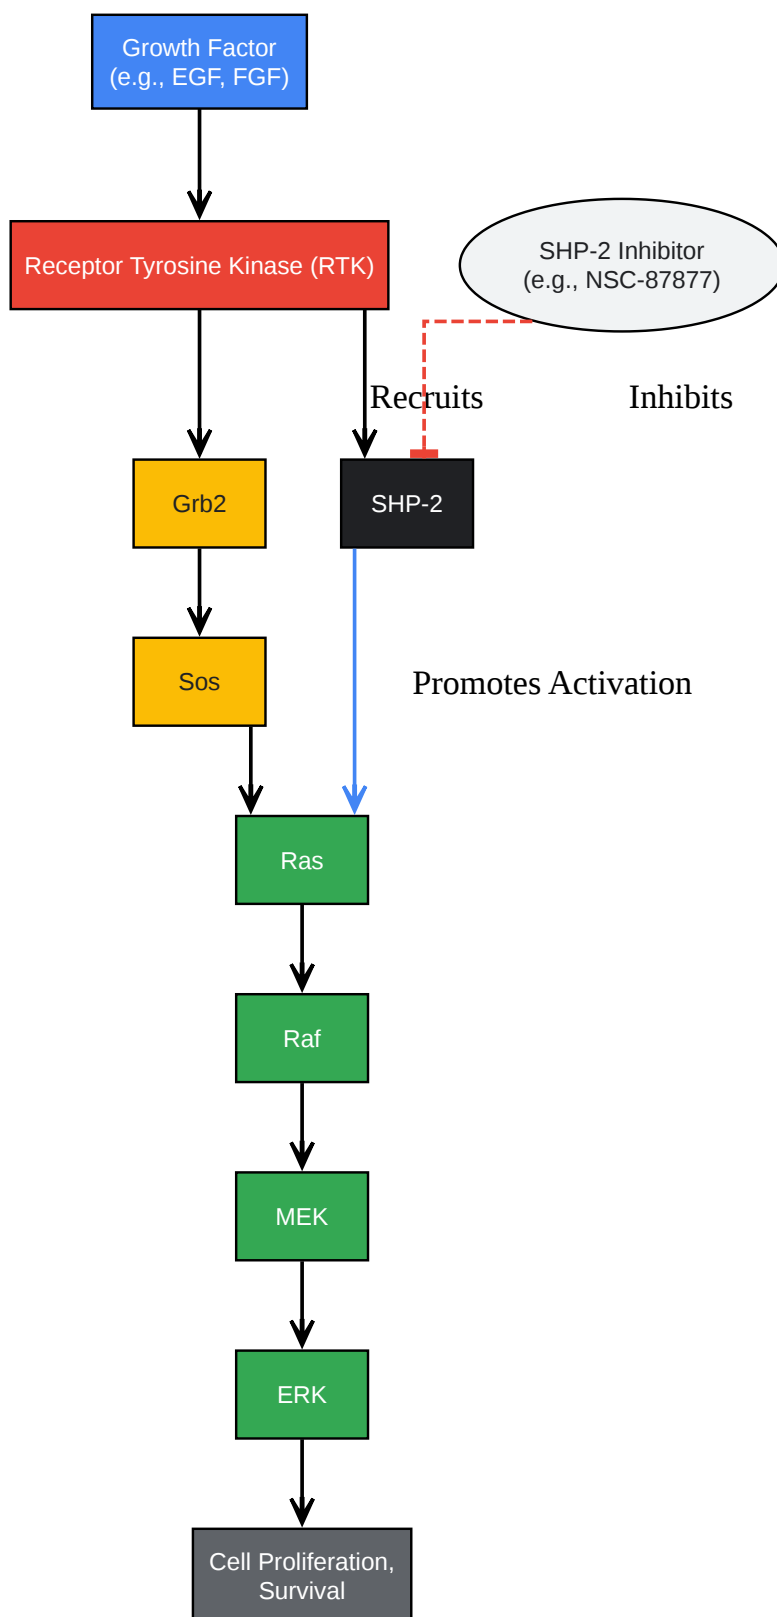 Growth Factor
(e.g., EGF, FGF)
Receptor Tyrosine Kinase (RTK)
SHP-2 Inhibitor
(e.g., NSC-87877)
Recruits
Inhibits
Grb2
SHP-2
Sos
Promotes Activation
Ras
Raf
MEK
ERK
Cell Proliferation,
Survival